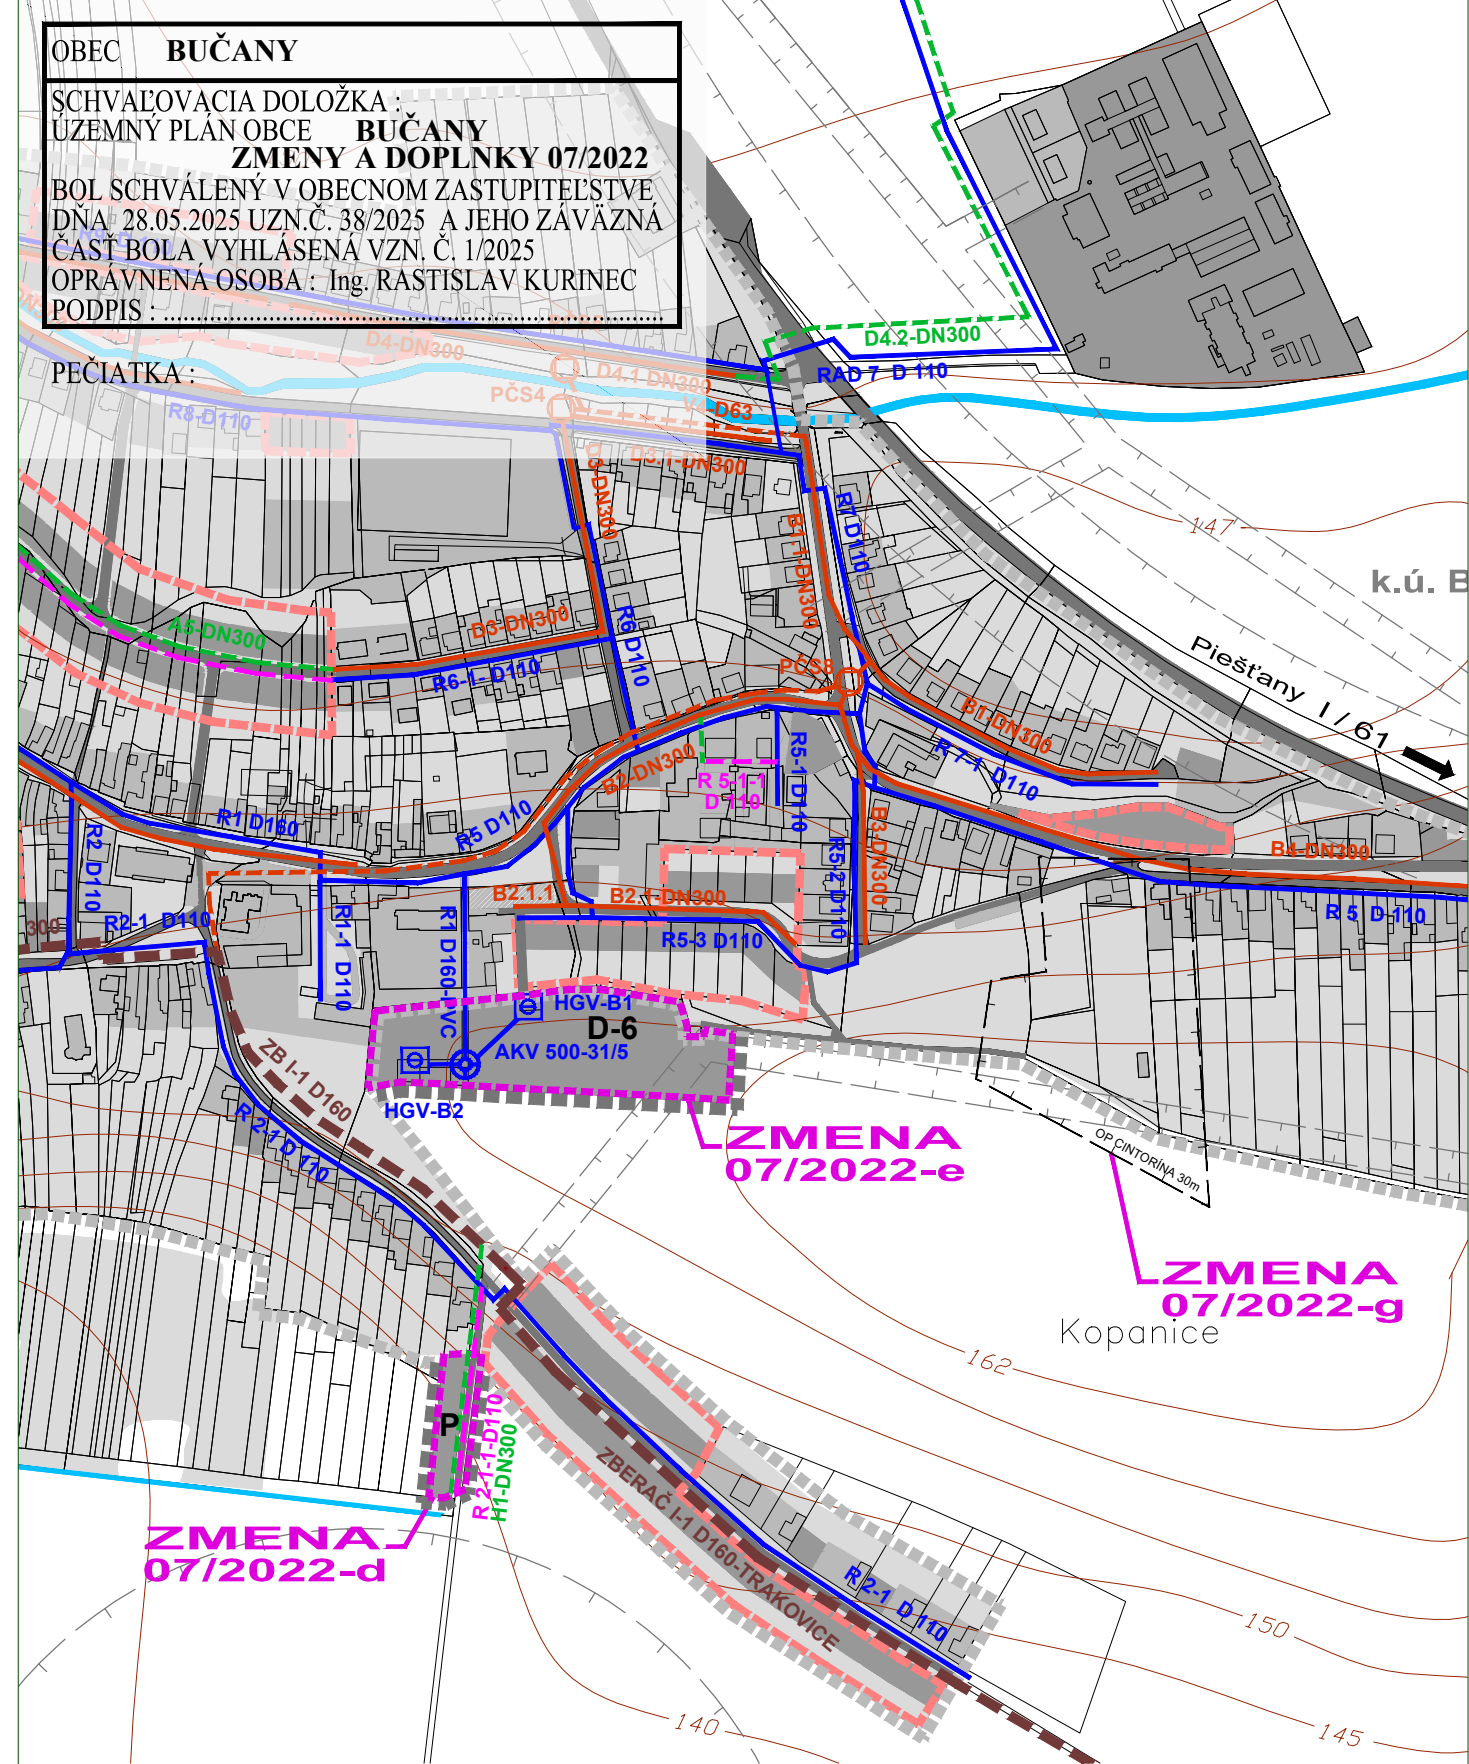 OBEC BUČANY
SCHVAĽOVACIA DOLOŽKA :
ÚZEMNÝ PLÁN OBCE BUČANY
ZMENY A DOPLNKY 07/2022
BOL SCHVÁLENÝ V OBECNOM ZASTUPITEĽSTVE
DŇA 28.05.2025 UZN.Č. 38/2025 A JEHO ZÁVÄZNÁ
ČASŤ BOLA VYHLÁSENÁ VZN. Č. 1/2025
OPRÁVNENÁ OSOBA : Ing. RASTISLAV KURINEC
PODPIS :
PEČIATKA :
D4-DN300
D4.2-DN300
RAD 7 D 110
D4.1 DN300
PČS4
V4-D63
R8-D110
D3.1-DN300
D3-DN300
R7 D110
B1.1-DN300
147
k.ú. B
A5-DN300
D3-DN300
R6 D110
R6-1- D110
PČS8
Piešťany I / 61
B1-DN300
R 7-1 D110
B2-DN300
R5-1 D110
R 5-1-1
D 110
R1 D160
R5 D110
R2 D110
R5-2 D110
B3-DN300
B4-DN300
B2.1.1
B2.1-DN300
R 5 D-110
300
R2-1 D110
R1-1 D110
R1 D160-PVC
R5-3 D110
HGV-B1
D-6
AKV 500-31/5
HGV-B2
ZB I-1 D160
R 2-1 D 110
ZMENA
07/2022-e
OP CINTORÍNA 30m
ZMENA
07/2022-g
Kopanice
162
P
R 2-1-1-D110
H1-DN300
ZBERAČ I-1 D160-TRAKOVICE
ZMENA
07/2022-d
R 2-1 D 110
150
140
145